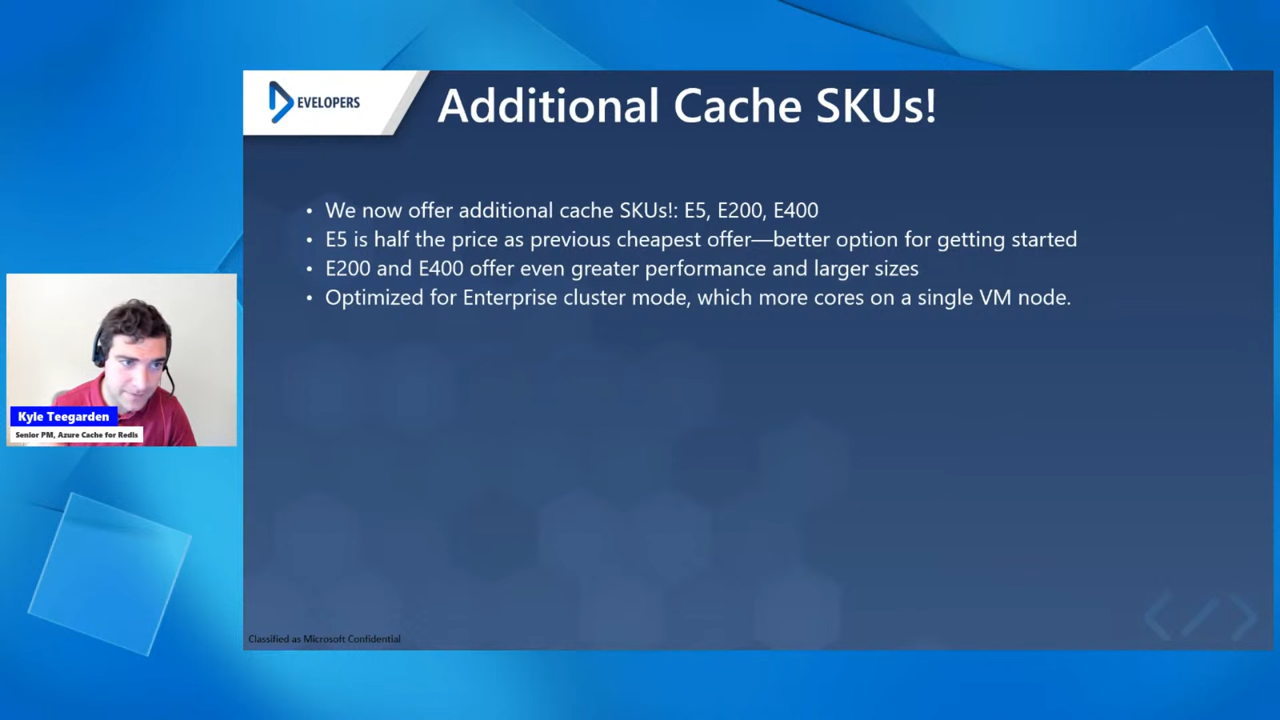 EVELOPERS
Additional Cache SKUs!
• We now offer additional cache SKUs!: E5, E200, E400
• E5 is half the price as previous cheapest offer—better option for getting started
• E200 and E400 offer even greater performance and larger sizes
• Optimized for Enterprise cluster mode, which more cores on a single VM node.
Kyle Teegarden
Senior PM, Azure Cache for Redis
Classified as Microsoft Confidential